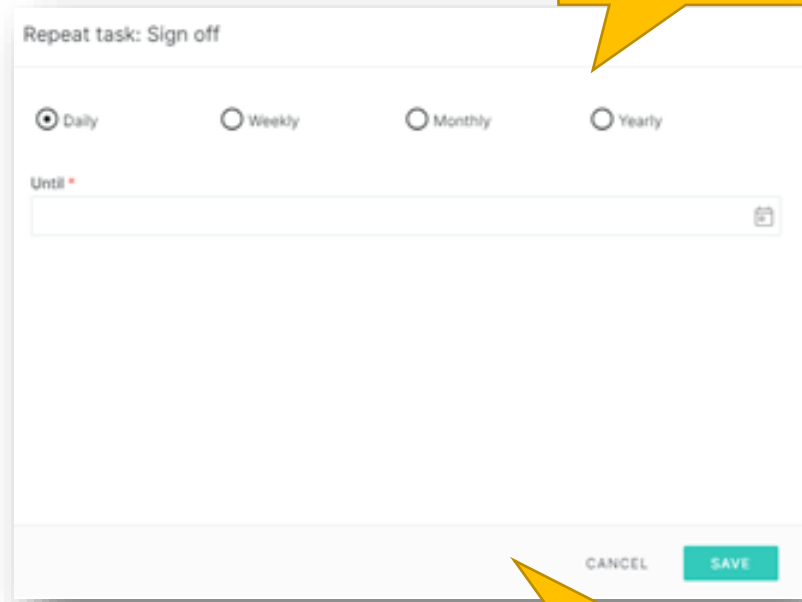 Repeat task: Sign off
Daily Weekly Monthly Yearly
Until *
CANCEL SAVE